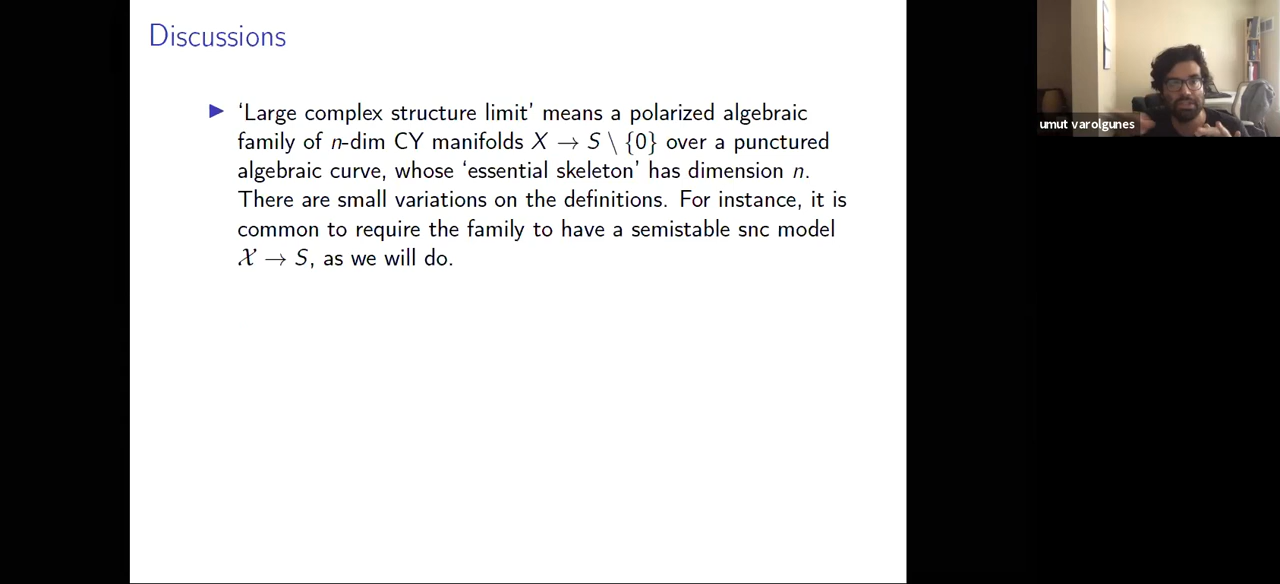 Discussions
▶ ‘Large complex structure limit’ means a polarized algebraic
family of n-dim CY manifolds X → S \ {0} over a punctured
algebraic curve, whose ‘essential skeleton’ has dimension n.
There are small variations on the definitions. For instance, it is
common to require the family to have a semistable snc model
𝒳 → S, as we will do.
umut varolgunes